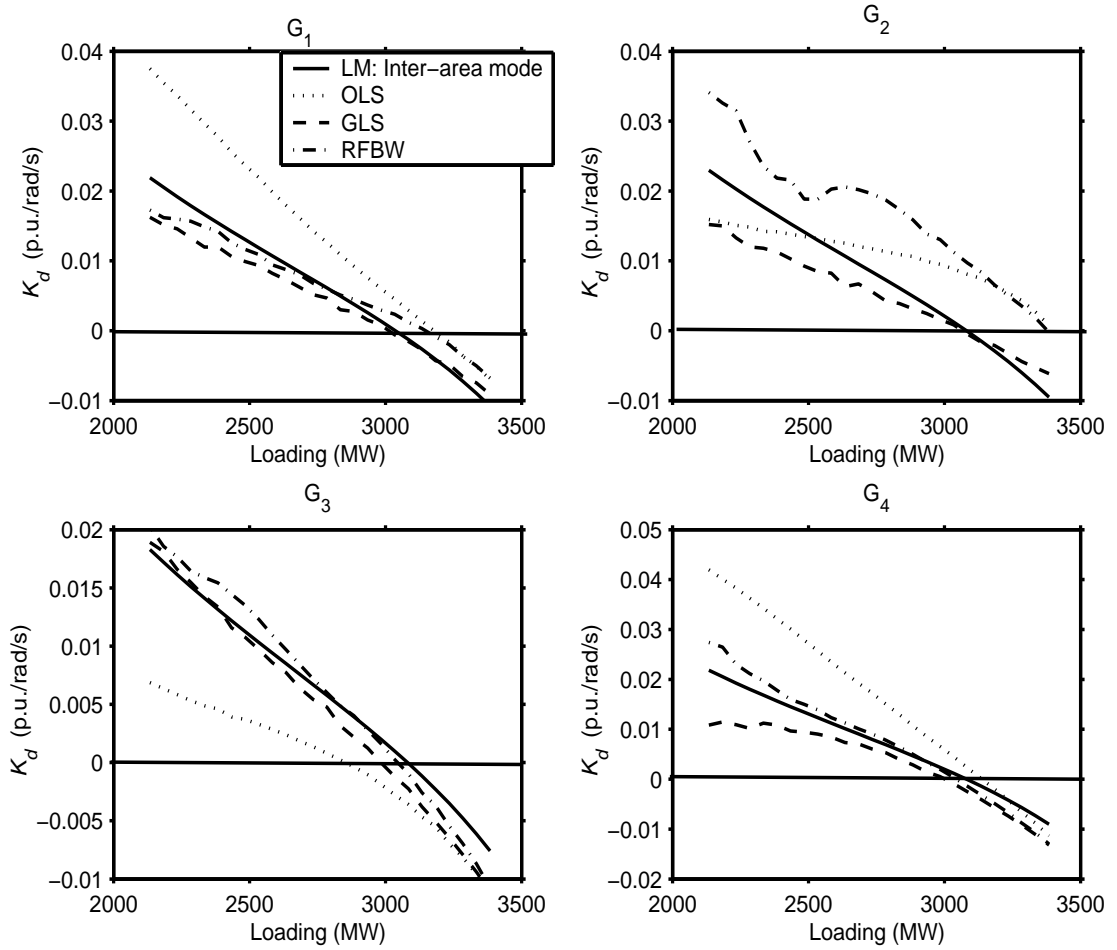 G1
0.04
0.03
0.02
0.01
0
−0.01
2000 2500 3000 3500
Loading (MW)
Kd (p.u./rad/s)
LM: Inter−area mode
OLS
GLS
RFBW
G2
0.04
0.03
0.02
0.01
0
−0.01
2000 2500 3000 3500
Loading (MW)
Kd (p.u./rad/s)
G3
0.02
0.015
0.01
0.005
0
−0.005
−0.01
2000 2500 3000 3500
Loading (MW)
Kd (p.u./rad/s)
G4
0.05
0.04
0.03
0.02
0.01
0
−0.01
−0.02
2000 2500 3000 3500
Loading (MW)
Kd (p.u./rad/s)